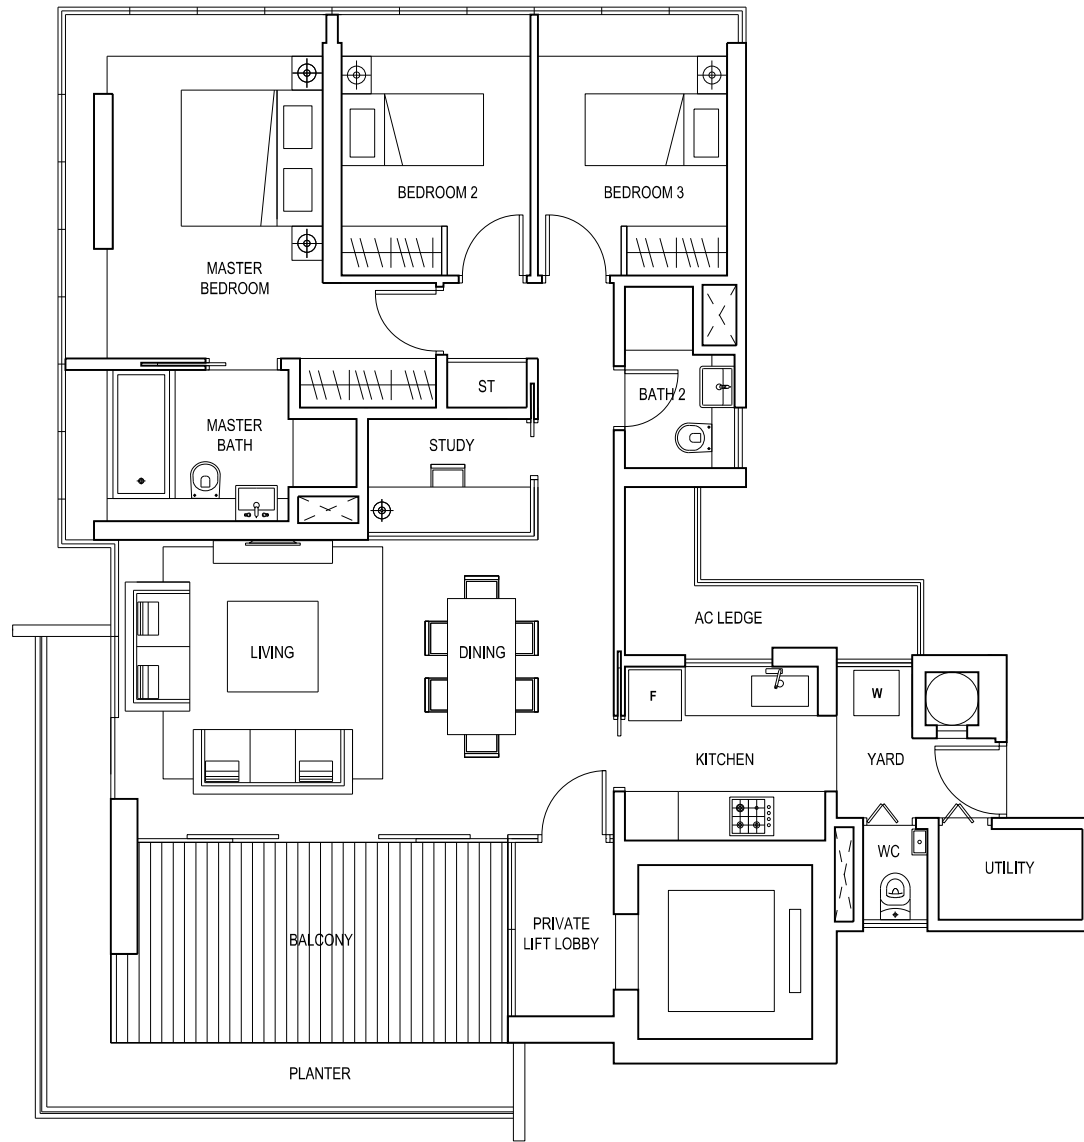 BEDROOM 2
BEDROOM 3
MASTER
BEDROOM
ST
BATH 2
MASTER
BATH
STUDY
AC LEDGE
LIVING
DINING
F
W
KITCHEN
YARD
WC
UTILITY
PRIVATE
LIFT LOBBY
BALCONY
PLANTER